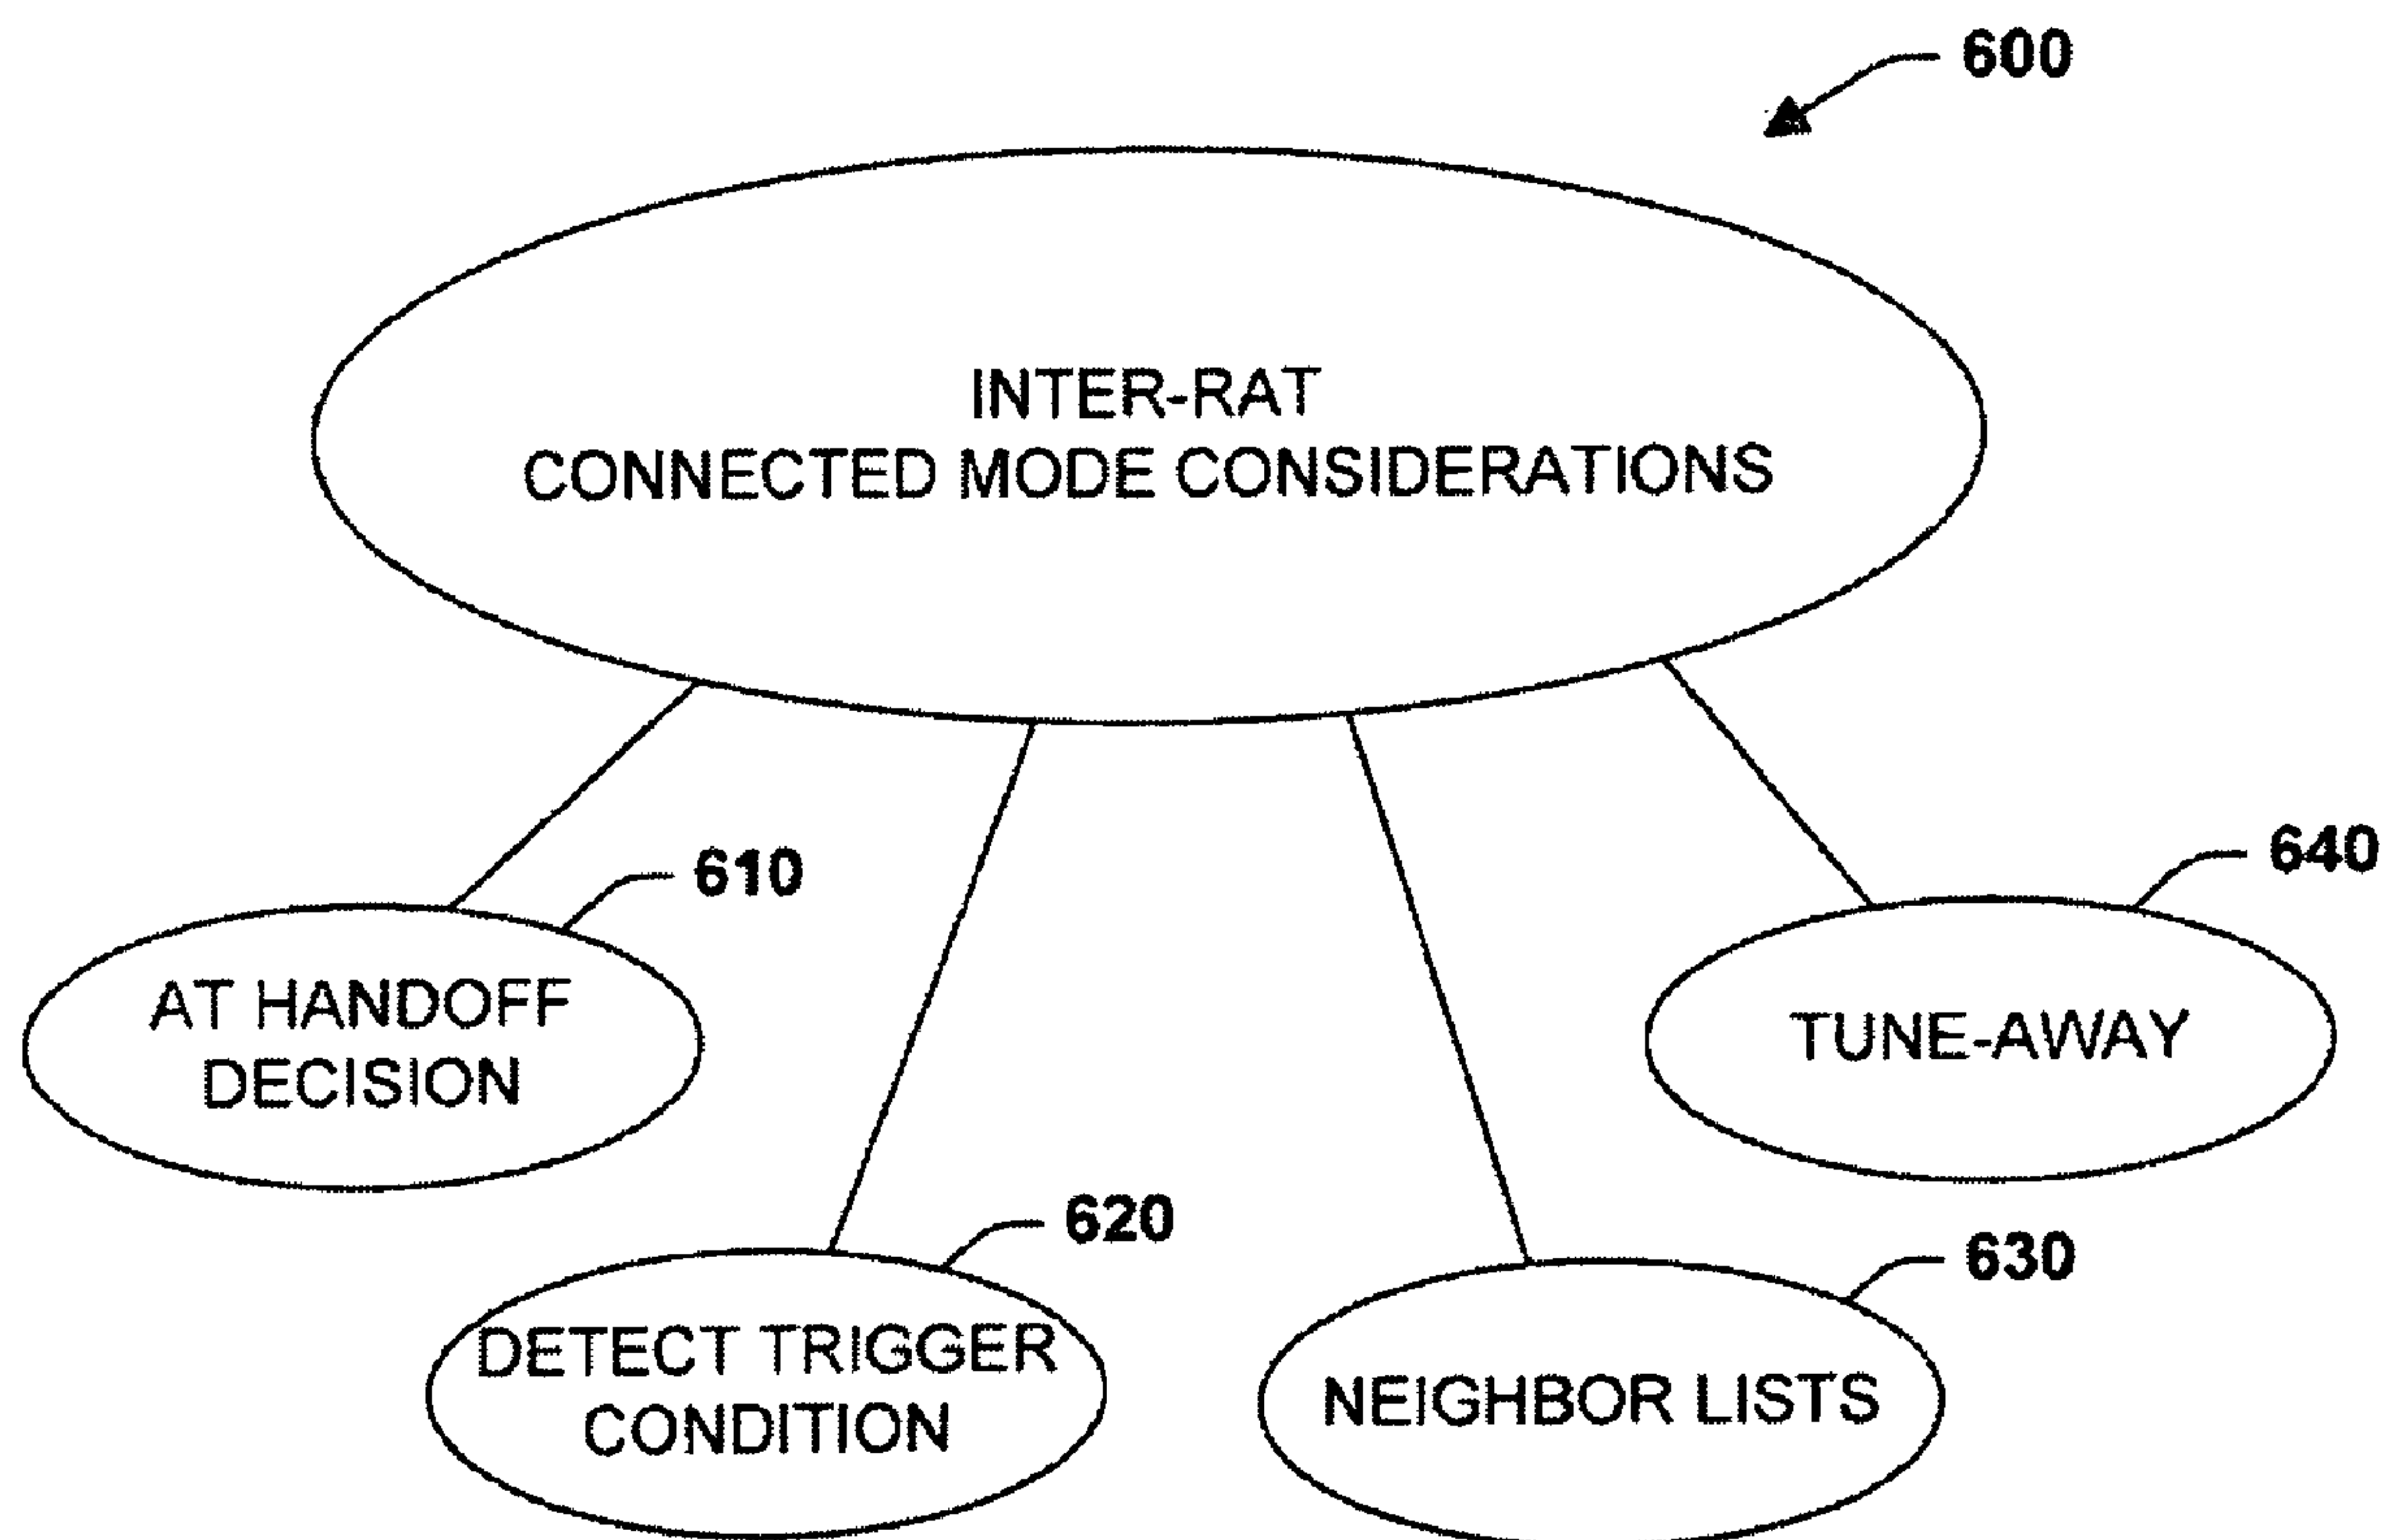 600
INTER-RAT
CONNECTED MODE CONSIDERATIONS
610
640
AT HANDOFF
DECISION
TUNE-AWAY
620
630
DETECT TRIGGER
CONDITION
NEIGHBOR LISTS